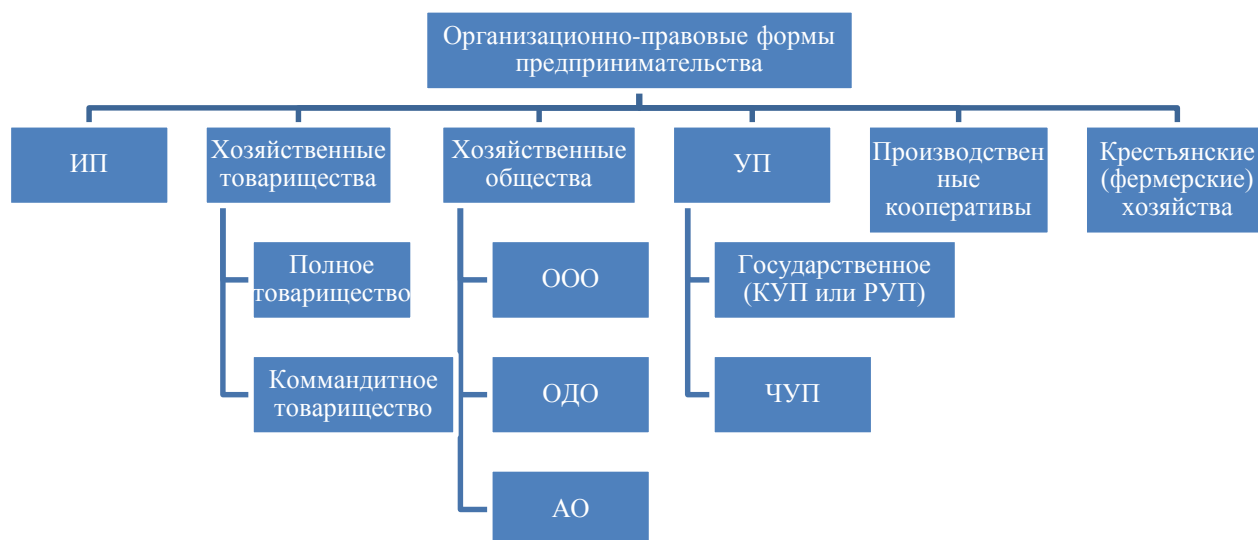 Организационно-правовые формы
предпринимательства
ИП
Хозяйственные
товарищества
Хозяйственные
общества
УП
Производствен
ные
кооперативы
Крестьянские
(фермерские)
хозяйства
Полное
товарищество
Коммандитное
товарищество
ООО
ОДО
АО
Государственное
(КУП или РУП)
ЧУП